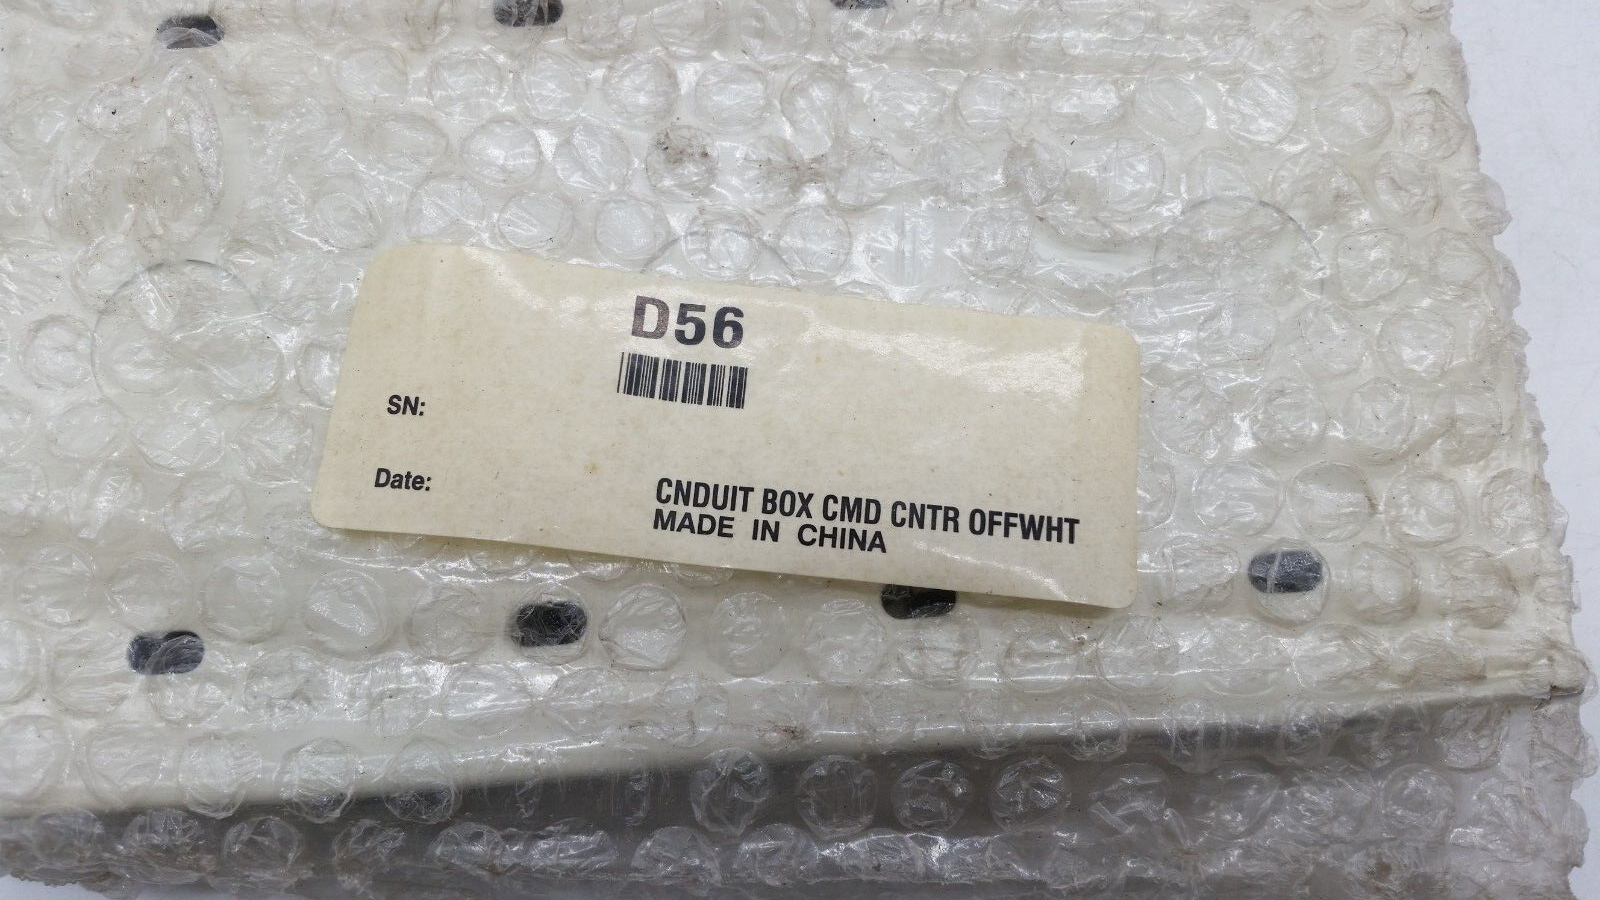 D56
SN:
Date:
CNDUIT BOX CMD CNTR OFFWHT
MADE IN CHINA